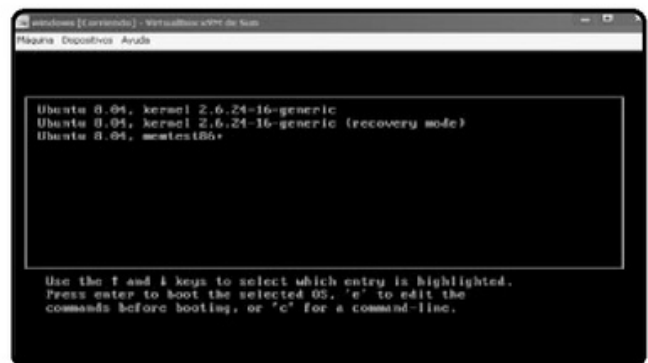 windows [Corriendo] - VirtualBox xVM de Sun
Máquina Dispositivos Ayuda
Ubuntu 8.04, kernel 2.6.24-16-generic
Ubuntu 8.04, kernel 2.6.24-16-generic (recovery mode)
Ubuntu 8.04, memtest86+
Use the ↑ and ↓ keys to select which entry is highlighted.
Press enter to boot the selected OS, 'e' to edit the
commands before booting, or 'c' for a command-line.